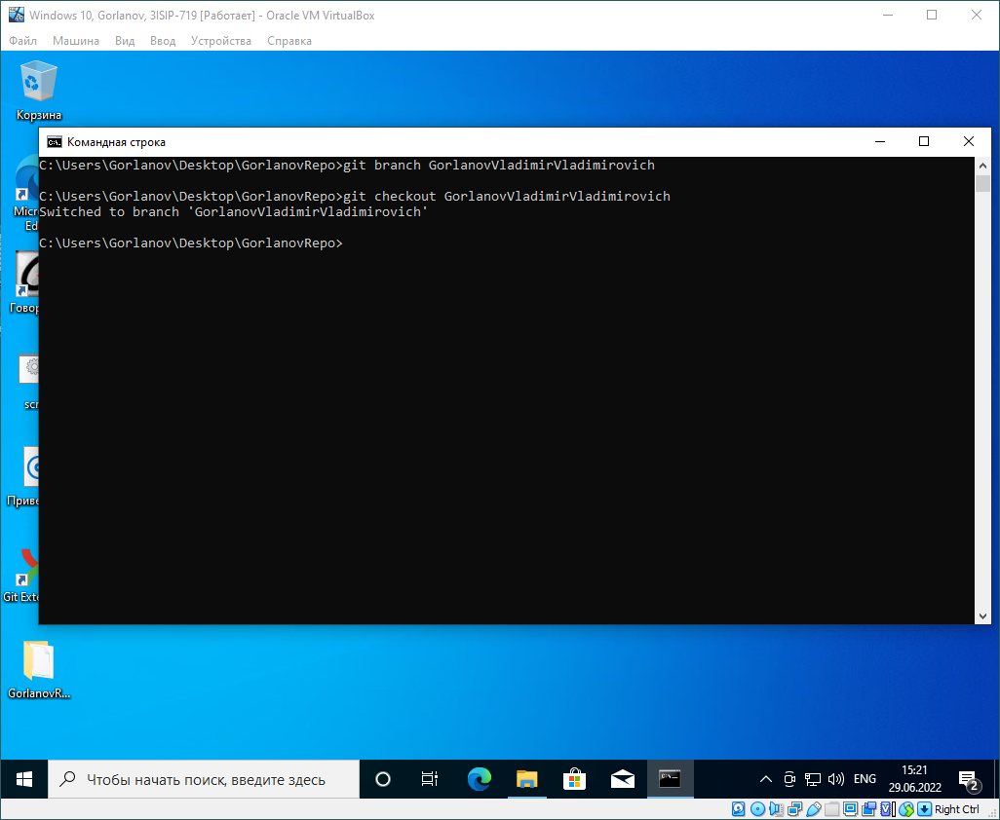 Windows 10, Gorlanov, 3ISIP-719 [Работает] - Oracle VM VirtualBox
Файл Машина Вид Ввод Устройства Справка
Корзина
Командная строка
C:\Users\Gorlanov\Desktop\GorlanovRepo>git branch GorlanovVladimirVladimirovich
C:\Users\Gorlanov\Desktop\GorlanovRepo>git checkout GorlanovVladimirVladimirovich
Switched to branch 'GorlanovVladimirVladimirovich'
C:\Users\Gorlanov\Desktop\GorlanovRepo>
Micr
Ed
Говор
scr
Приве
Git Exte
GorlanovR...
Чтобы начать поиск, введите здесь
ENG
15:21
29.06.2022
2
Right Ctrl